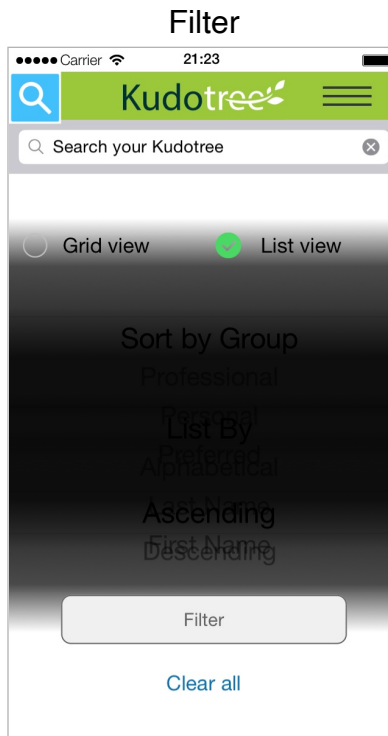 Filter
Carrier
21:23
Kudotree
Search your Kudotree
Grid view
List view
Sort by Group
Professional
Personal
List By
Preferred
Alphabetical
Last Name
Ascending
First Name
Descending
Filter
Clear all